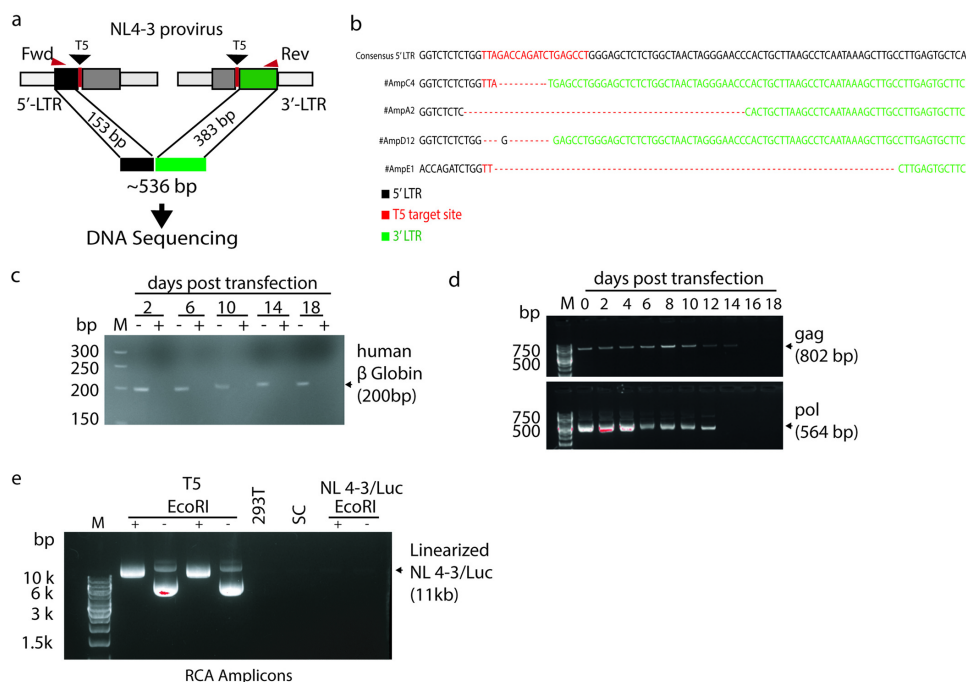 a
NL4-3 provirus
Fwd T5 T5 Rev
5'-LTR 3'-LTR
153 bp 383 bp
~536 bp
DNA Sequencing
b
Consensus 5'LTR GGTCTCTCTGGTTAGACCAGATCTGAGCCTGGGAGCTCTCTGGCTAACTAGGGAACCCACTGCTTAAGCCTCAATAAAGCTTGCCTTGAGTGCTCA
#AmpC4 GGTCTCTCTGGTTA-----------TGAGCCTGGGAGCTCTCTGGCTAACTAGGGAACCCACTGCTTAAGCCTCAATAAAGCTTGCCTTGAGTGCTTC
#AmpA2 GGTCTCTC------------------------------------------------------------CACTGCTTAAGCCTCAATAAAGCTTGCCTTGAGTGCTTC
#AmpD12 GGTCTCTCTGG---G---------GAGCCTGGGAGCTCTCTGGCTAACTAGGGAACCCACTGCTTAAGCCTCAATAAAGCTTGCCTTGAGTGCTTC
#AmpE1 ACCAGATCTGGTT--------------------------------------------------------------------------------CTTGAGTGCTTC
5' LTR
T5 target site
3' LTR
c
days post transfection
2 6 10 14 18
bp M - + - + - + - + - +
300
250
200
150
human
β Globin
(200bp)
d
days post transfection
M 0 2 4 6 8 10 12 14 16 18
750
500
gag
(802 bp)
750
500
pol
(564 bp)
e
T5
EcoRI
293T
SC
NL 4-3/Luc
EcoRI
M + - + - + -
bp
10 k
6 k
3 k
1.5k
Linearized
NL 4-3/Luc
(11kb)
RCA Amplicons